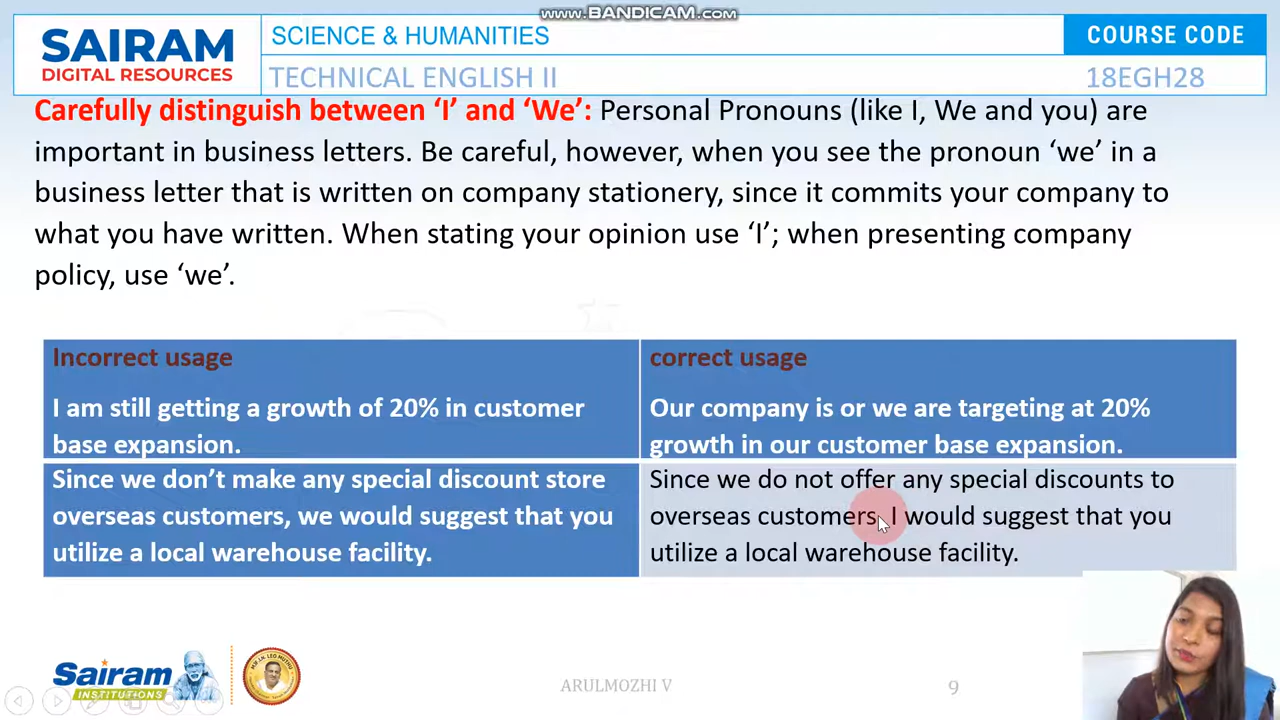 www.BANDICAM.com
SAIRAM
DIGITAL RESOURCES
SCIENCE & HUMANITIES
COURSE CODE
TECHNICAL ENGLISH II
18EGH28
Carefully distinguish between ‘I’ and ‘We’: Personal Pronouns (like I, We and you) are
important in business letters. Be careful, however, when you see the pronoun ‘we’ in a
business letter that is written on company stationery, since it commits your company to
what you have written. When stating your opinion use ‘I’; when presenting company
policy, use ‘we’.
Incorrect usage
I am still getting a growth of 20% in customer
base expansion.
correct usage
Our company is or we are targeting at 20%
growth in our customer base expansion.
Since we don’t make any special discount store
overseas customers, we would suggest that you
utilize a local warehouse facility.
Since we do not offer any special discounts to
overseas customers, I would suggest that you
utilize a local warehouse facility.
Sairam
INSTITUTIONS
ARULMOZHI V
9